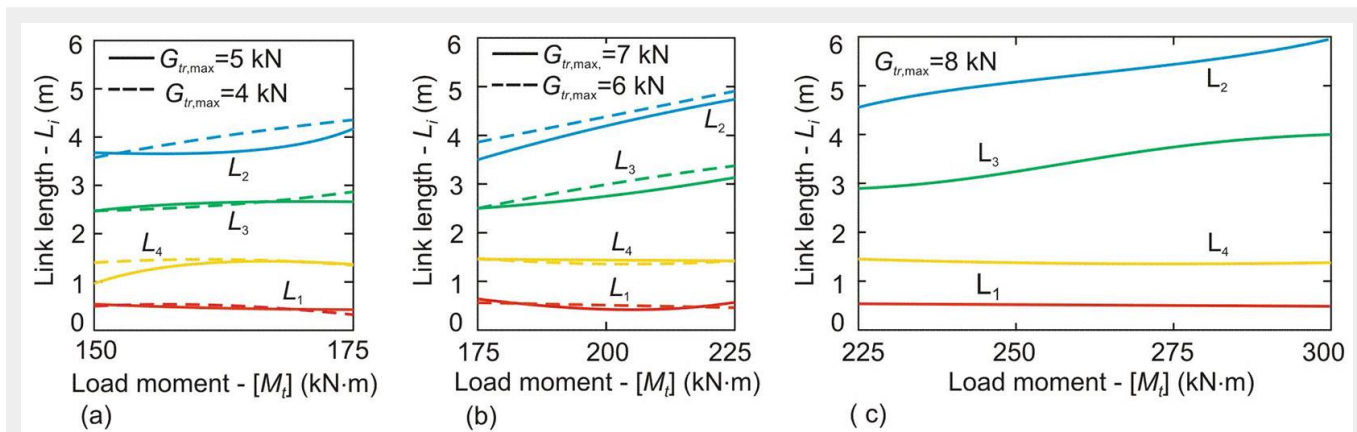 Link length - Li (m)
6
5
4
3
2
1
0
Gtr,max=5 kN
Gtr,max=4 kN
L2
L3
L4
L1
150
175
Load moment - [Mt] (kN·m)
(a)
Link length - Li (m)
6
5
4
3
2
1
0
Gtr,max,=7 kN
Gtr,max=6 kN
L2
L3
L4
L1
175
200
225
Load moment - [Mt] (kN·m)
(b)
Link length - Li (m)
6
5
4
3
2
1
0
Gtr,max=8 kN
L2
L3
L4
L1
225
250
275
300
Load moment - [Mt] (kN·m)
( c)